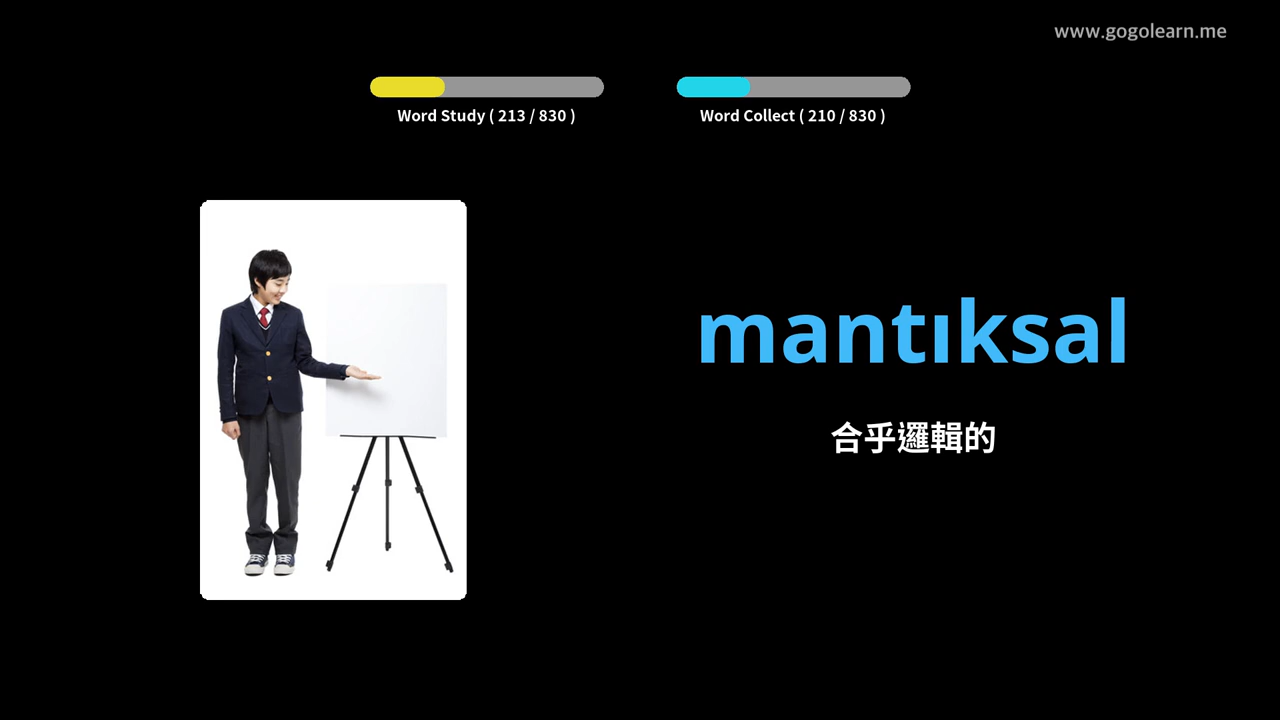 www.gogolearn.me
Word Study ( 213 / 830 )
Word Collect ( 210 / 830 )
mantıksal
合乎邏輯的